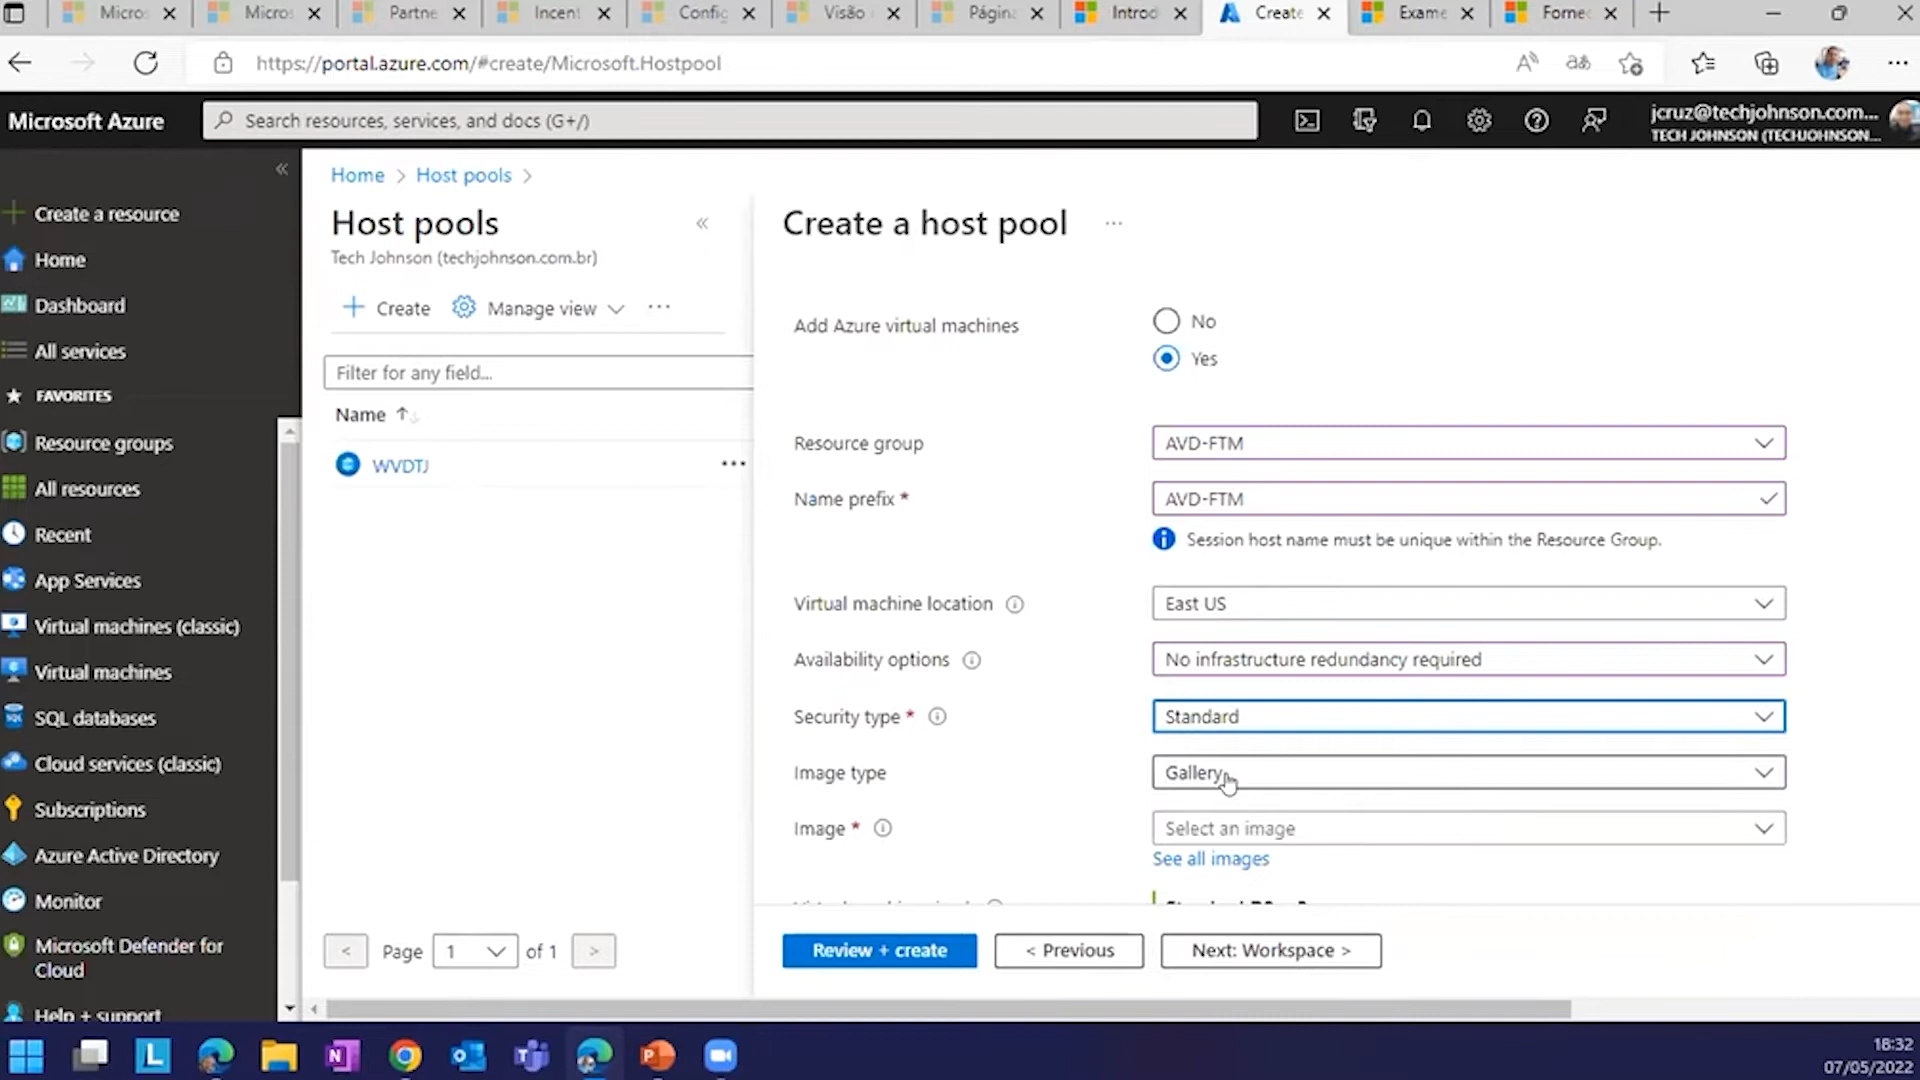 Micros
Micros
Partne
Incent
Config
Visão
Página
Introd
Create
Exame
Fornec
https://portal.azure.com/#create/Microsoft.Hostpool
Microsoft Azure
Search resources, services, and docs (G+/)
jcruz@techjohnson.com...
TECH JOHNSON (TECHJOHNSON...
Create a resource
Home
Dashboard
All services
FAVORITES
Resource groups
All resources
Recent
App Services
Virtual machines (classic)
Virtual machines
SQL databases
Cloud services (classic)
Subscriptions
Azure Active Directory
Monitor
Microsoft Defender for
Cloud
Help + support
Home > Host pools >
Host pools
Tech Johnson (techjohnson.com.br)
Create
Manage view
Filter for any field...
Name ↑↓
WVDTJ
< Page 1 of 1 >
Create a host pool
Add Azure virtual machines
No
Yes
Resource group
AVD-FTM
Name prefix *
AVD-FTM
Session host name must be unique within the Resource Group.
Virtual machine location
East US
Availability options
No infrastructure redundancy required
Security type *
Standard
Image type
Gallery
Image *
Select an image
See all images
Review + create
< Previous
Next: Workspace >
18:32
07/05/2022